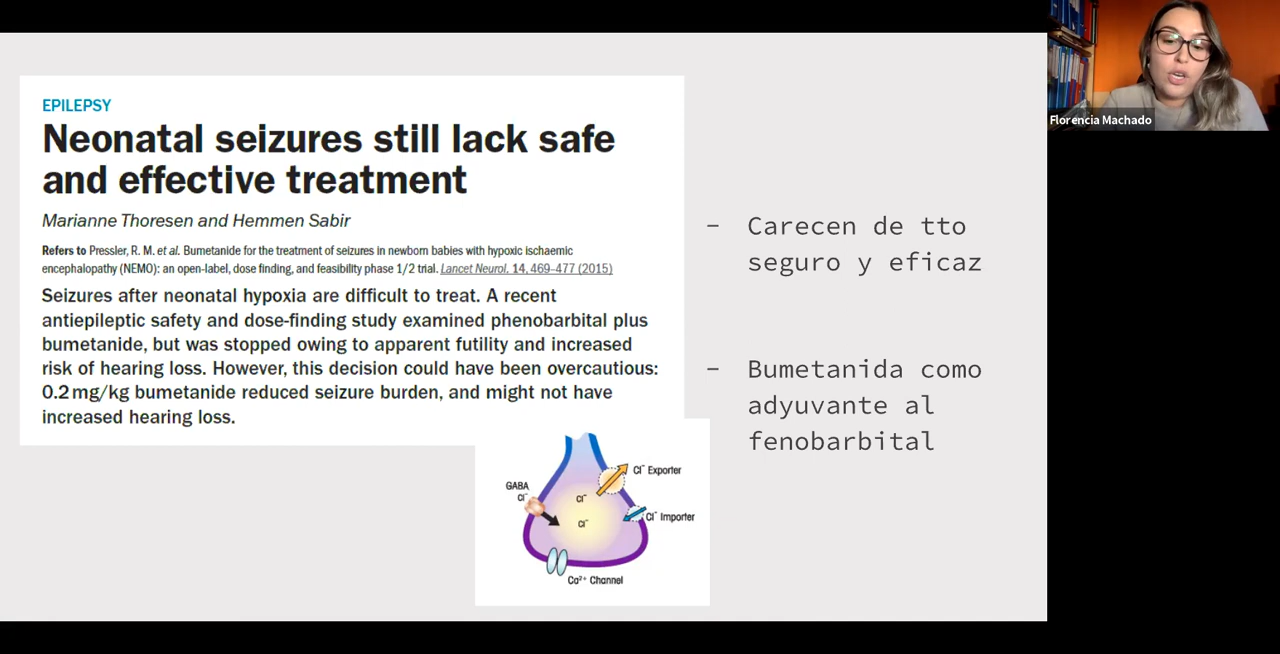 EPILEPSY
Neonatal seizures still lack safe
and effective treatment
Marianne Thoresen and Hemmen Sabir
Refers to Pressler, R. M. et al. Bumetanide for the treatment of seizures in newborn babies with hypoxic ischaemic
encephalopathy (NEMO): an open-label, dose finding, and feasibility phase 1/2 trial. Lancet Neurol. 14, 469–477 (2015)
Seizures after neonatal hypoxia are difficult to treat. A recent
antiepileptic safety and dose-finding study examined phenobarbital plus
bumetanide, but was stopped owing to apparent futility and increased
risk of hearing loss. However, this decision could have been overcautious:
0.2 mg/kg bumetanide reduced seizure burden, and might not have
increased hearing loss.
- Carecen de tto
seguro y eficaz
- Bumetanida como
adyuvante al
fenobarbital
GABA
Cl⁻
Cl⁻
Cl⁻
Cl⁻ Exporter
Cl⁻ Importer
Ca²⁺ Channel
Florencia Machado